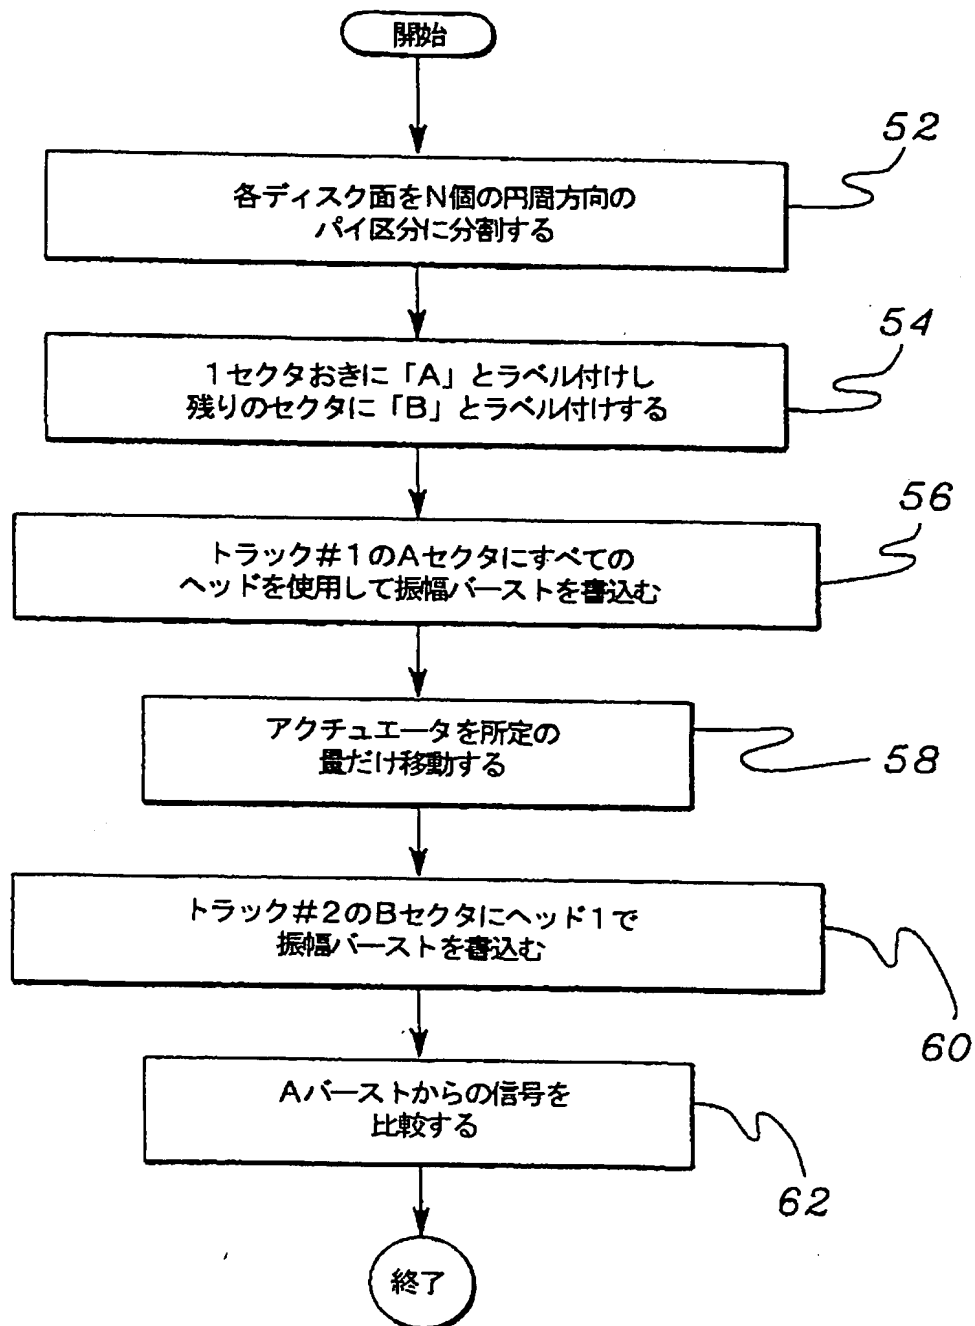 開始
52
各ディスク面をN個の円間方向の
パイ区分に分割する
54
1セクタおきに「A」とラベル付けし
残りのセクタに「B」とラベル付けする
56
トラック#1のAセクタにすべての
ヘッドを使用して振幅バーストを書込む
アクチュエータを所定の
量だけ移動する
58
トラック#2のBセクタにヘッド1で
振幅バーストを書込む
60
Aバーストからの信号を
比較する
62
終了